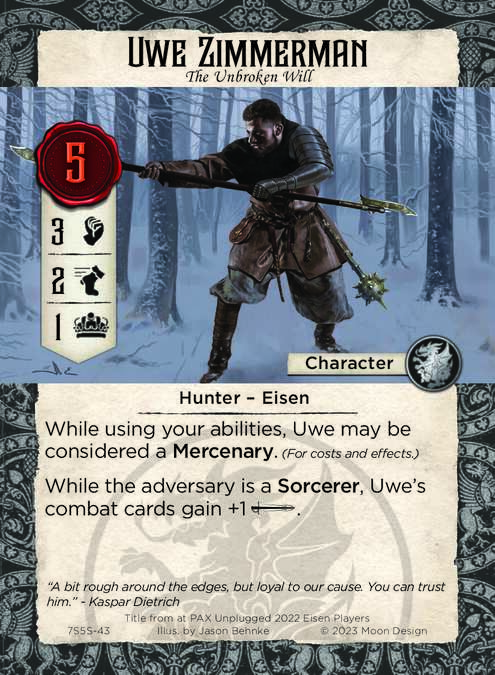 Uwe Zimmerman
The Unbroken Will
5
3
2
1
Character
Hunter – Eisen
While using your abilities, Uwe may be
considered a Mercenary. (For costs and effects.)
While the adversary is a Sorcerer, Uwe's
combat cards gain +1 .
"A bit rough around the edges, but loyal to our cause. You can trust
him." - Kaspar Dietrich
Title from at PAX Unplugged 2022 Eisen Players
7S5S-43 Illus. by Jason Behnke © 2023 Moon Design